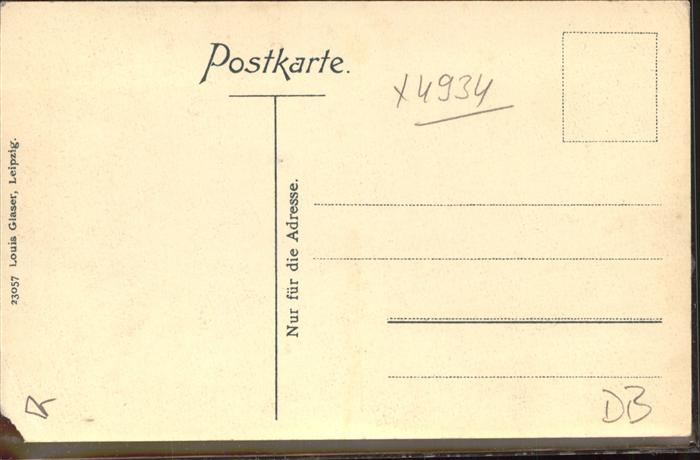 Postkarte.
x4934
Nur für die Adresse.
23057 Louis Glaser, Leipzig.
DB